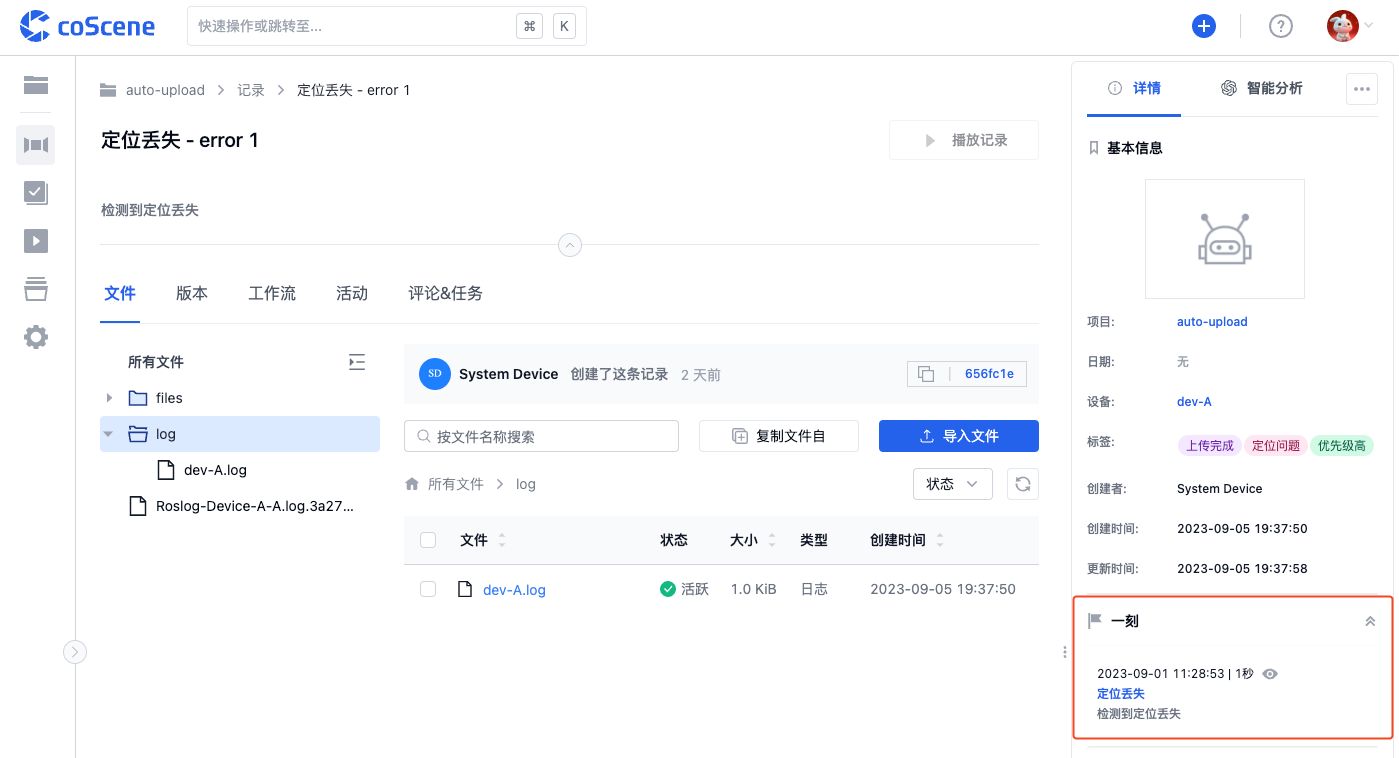 coScene
快速操作或跳转至...
⌘ K
auto-upload > 记录 > 定位丢失 - error 1
定位丢失 - error 1
播放记录
检测到定位丢失
文件 版本 工作流 活动 评论&任务
所有文件
files
log
dev-A.log
Roslog-Device-A-A.log.3a27...
SD System Device 创建了这条记录 2 天前
656fc1e
按文件名称搜索
复制文件自
导入文件
所有文件 > log
状态
文件 状态 大小 类型 创建时间
dev-A.log 活跃 1.0 KiB 日志 2023-09-05 19:37:50
详情 智能分析
基本信息
项目: auto-upload
日期: 无
设备: dev-A
标签: 上传完成 定位问题 优先级高
创建者: System Device
创建时间: 2023-09-05 19:37:50
更新时间: 2023-09-05 19:37:58
一刻
2023-09-01 11:28:53 | 1秒
定位丢失
检测到定位丢失